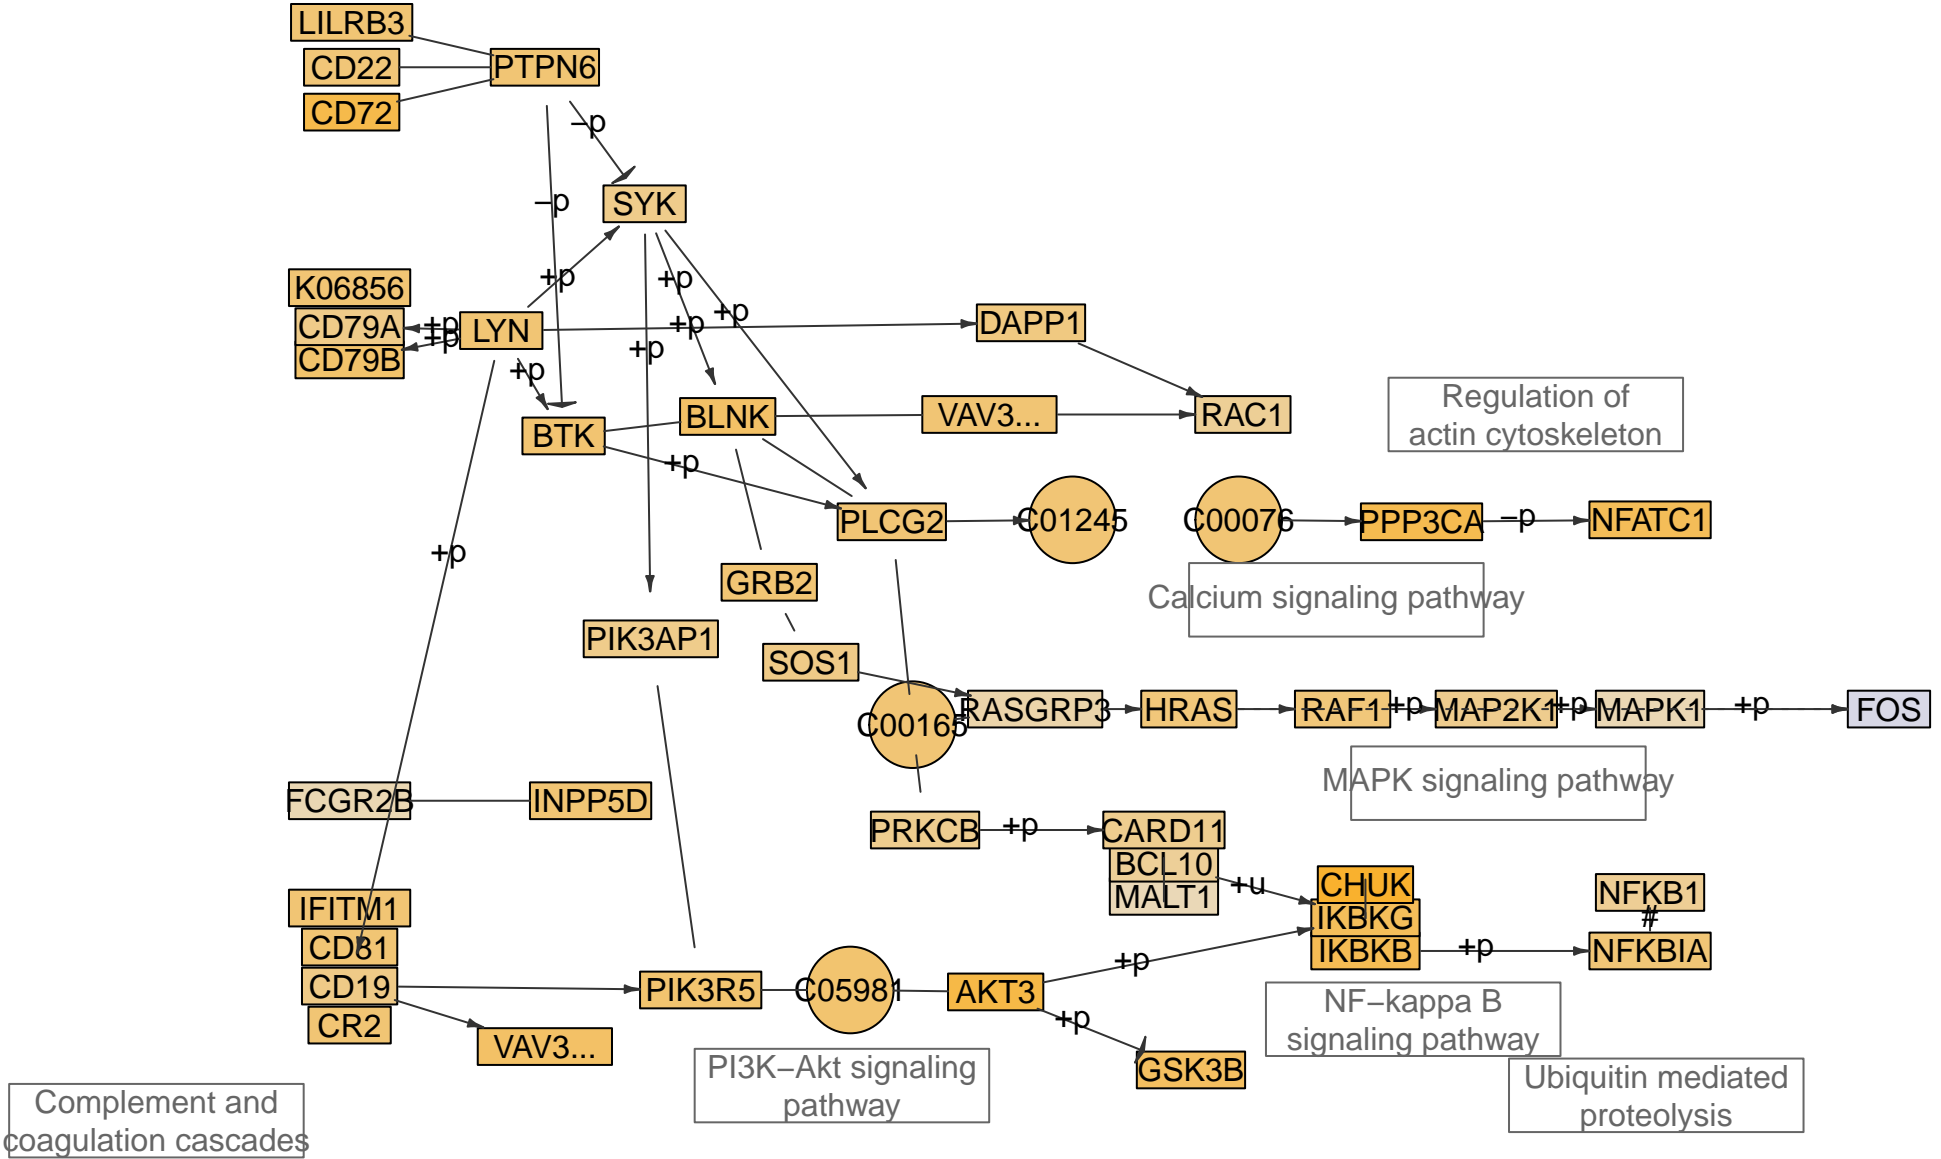 LILRB3
CD22
PTPN6
CD72
–p
SYK
–p
K06856
+p
+p
CD79A
+p
LYN
+p
+p
DAPP1
CD79B
+p
+p
+p
Regulation of
actin cytoskeleton
BTK
BLNK
VAV3...
RAC1
+p
PLCG2
C01245
C00076
PPP3CA
–p
NFATC1
+p
GRB2
Calcium signaling pathway
PIK3AP1
SOS1
C00165
RASGRP3
HRAS
RAF1
+p
MAP2K1
+p
MAPK1
+p
FOS
MAPK signaling pathway
FCGR2B
INPP5D
PRKCB
+p
CARD11
BCL10
MALT1
+u
CHUK
IKBKG
IKBKB
NFKB1
#
NFKBIA
+p
IFITM1
CD81
CD19
CR2
PIK3R5
C05981
AKT3
+p
+p
VAV3...
GSK3B
NF–kappa B
signaling pathway
PI3K–Akt signaling
pathway
Ubiquitin mediated
proteolysis
Complement and
coagulation cascades